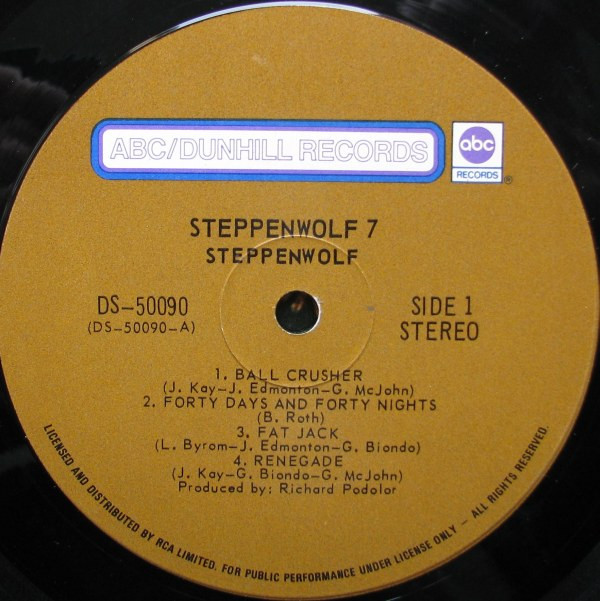 ABC/DUNHILL RECORDS
abc
RECORDS
®
STEPPENWOLF 7
STEPPENWOLF
DS-50090
(DS-50090-A)
SIDE 1
STEREO
1. BALL CRUSHER
(J. Kay-J. Edmonton-G. McJohn)
2. FORTY DAYS AND FORTY NIGHTS
(B. Roth)
3. FAT JACK
(L. Byrom-J. Edmonton-G. Biondo)
4. RENEGADE
(J. Kay-G. Biondo-G. McJohn)
Produced by: Richard Podolor
LICENSED AND DISTRIBUTED BY RCA LIMITED. FOR PUBLIC PERFORMANCE UNDER LICENSE ONLY - ALL RIGHTS RESERVED.